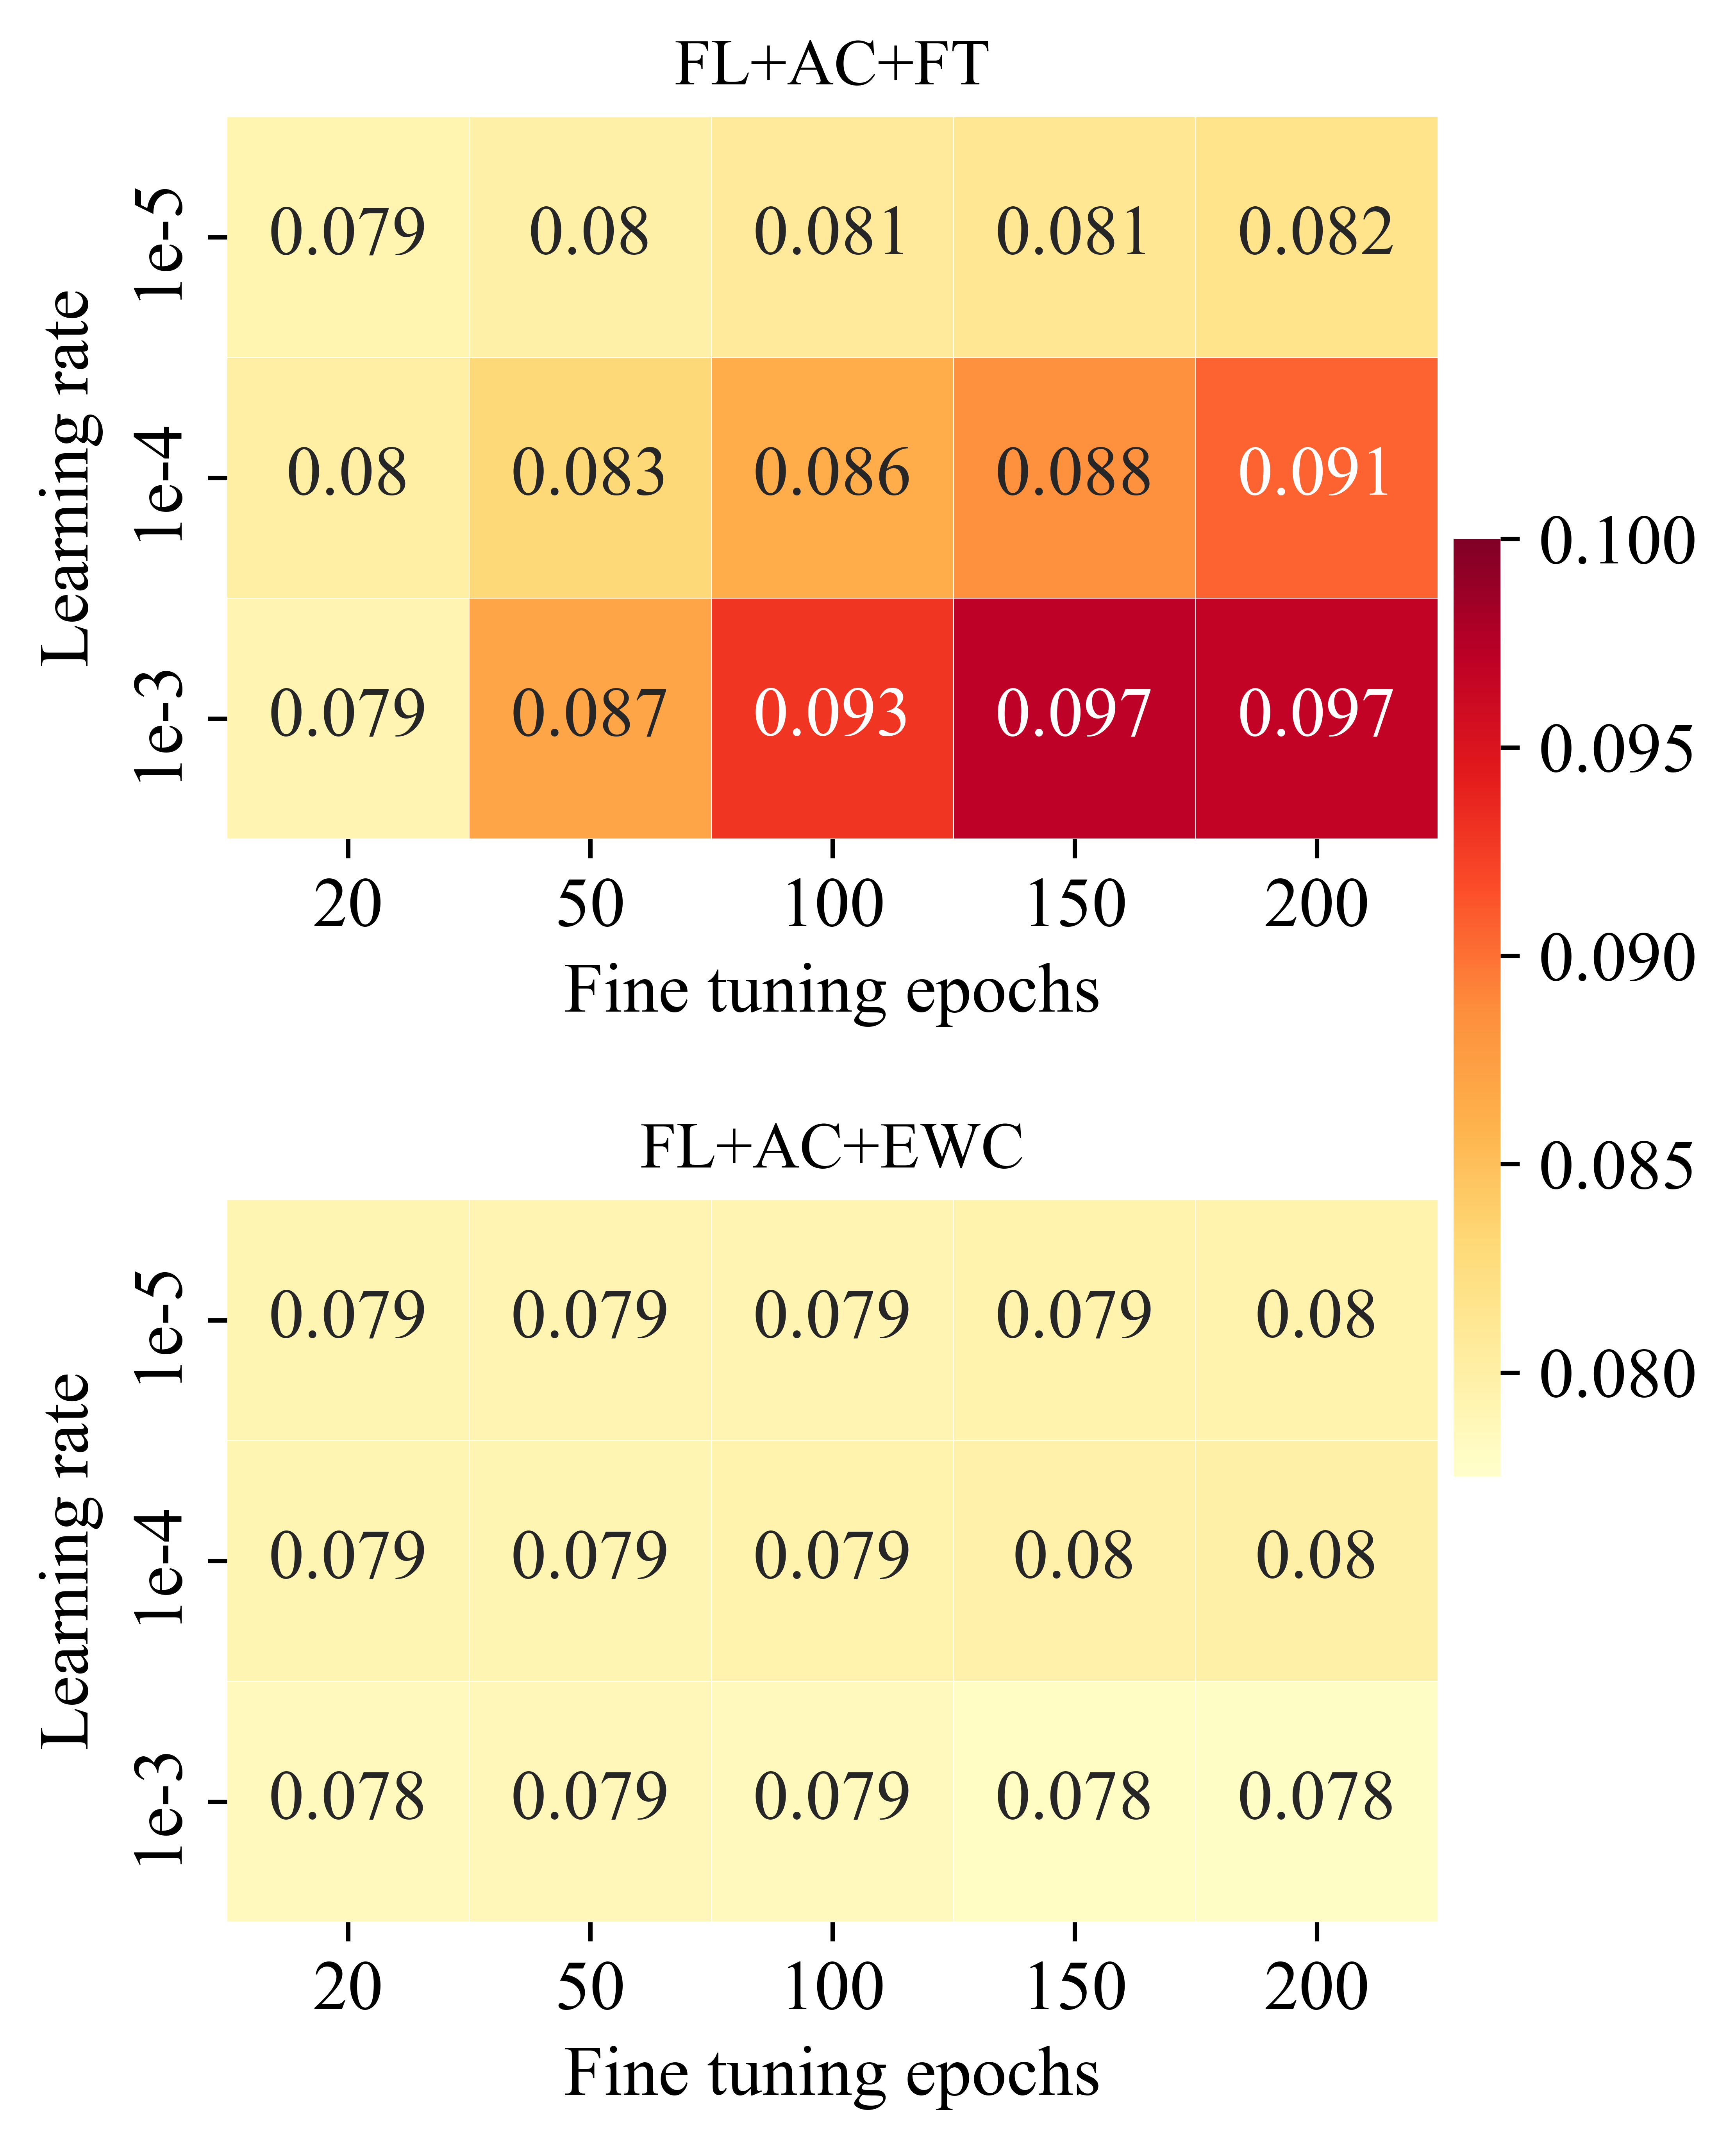 FL+AC+FT
Learning rate
1e-5 0.079 0.08 0.081 0.081 0.082
1e-4 0.08 0.083 0.086 0.088 0.091
1e-3 0.079 0.087 0.093 0.097 0.097
20 50 100 150 200
Fine tuning epochs
0.100
0.095
0.090
0.085
0.080
FL+AC+EWC
Learning rate
1e-5 0.079 0.079 0.079 0.079 0.08
1e-4 0.079 0.079 0.079 0.08 0.08
1e-3 0.078 0.079 0.079 0.078 0.078
20 50 100 150 200
Fine tuning epochs